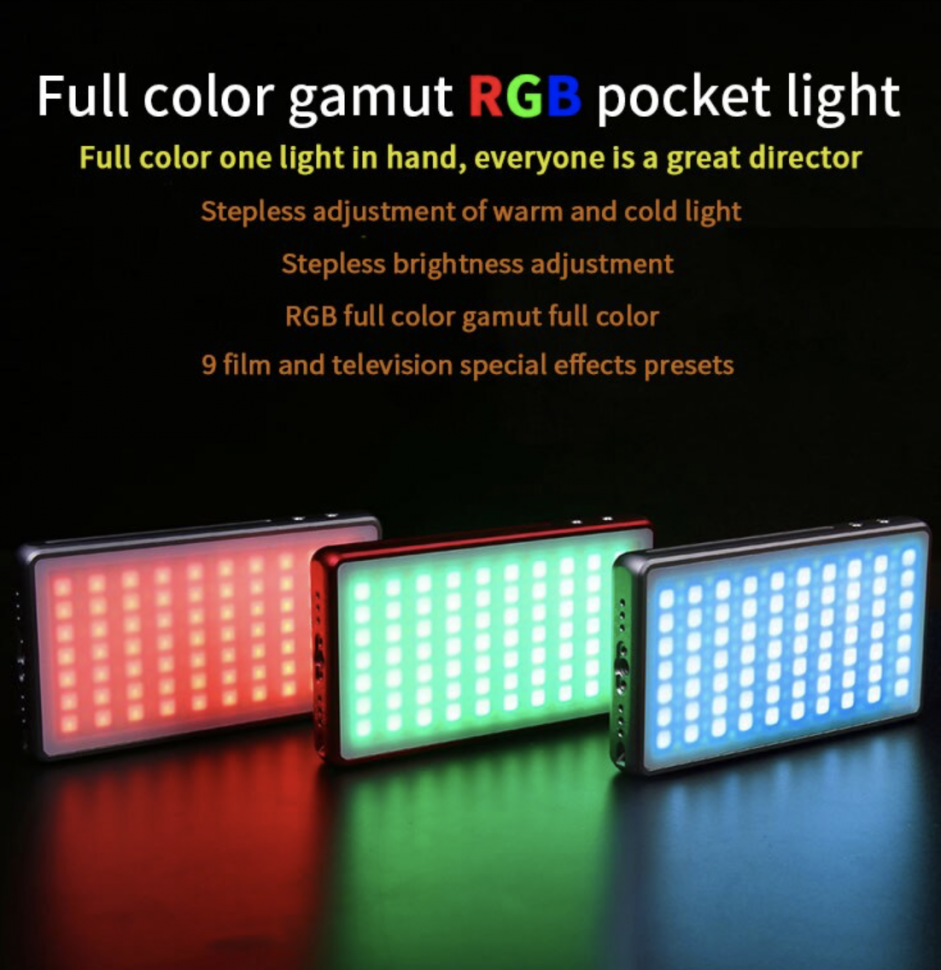 Full color gamut RGB pocket light
Full color one light in hand, everyone is a great director
Stepless adjustment of warm and cold light
Stepless brightness adjustment
RGB full color gamut full color
9 film and television special effects presets